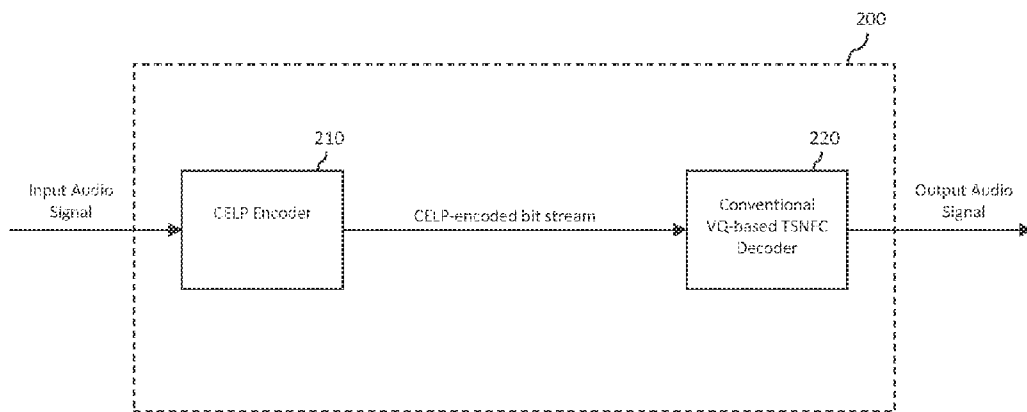 200
210
220
Input Audio
Signal
CELP Encoder
CELP-encoded bit stream
Conventional
VQ-based TSNFC
Decoder
Output Audio
Signal